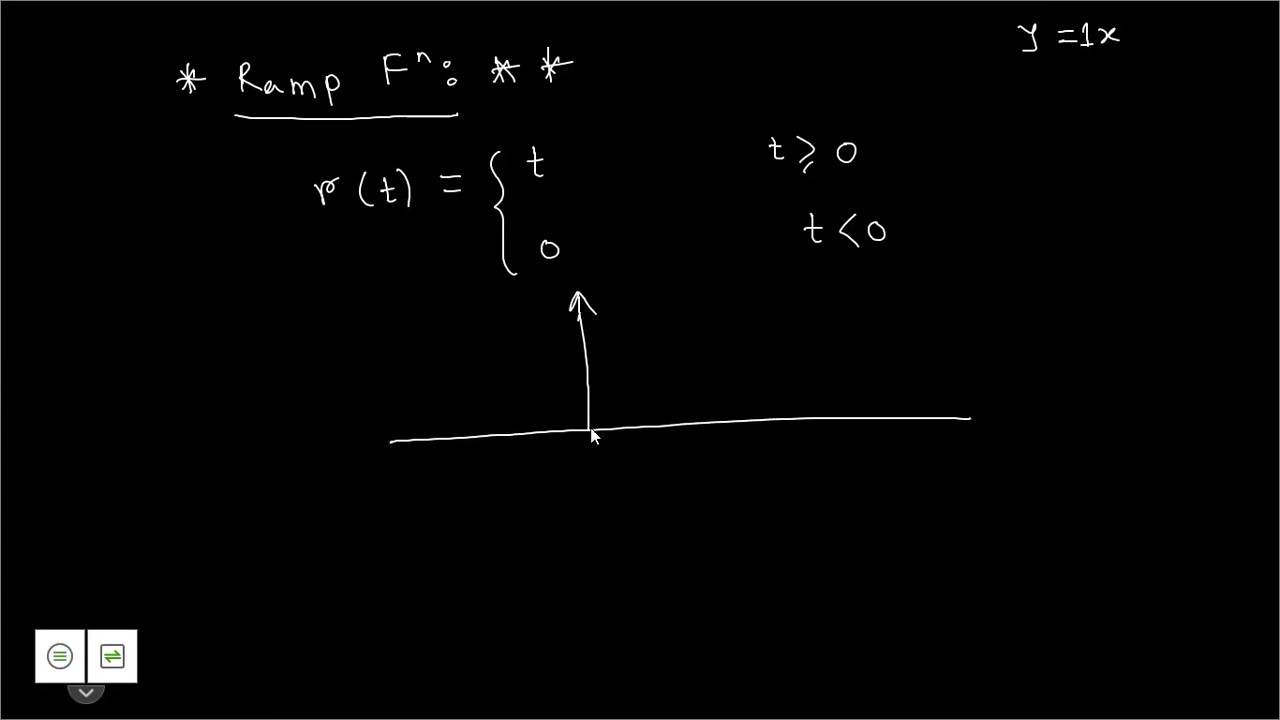 y = 1x
* Ramp Fⁿ: * *
r(t) = { t t ≥ 0
0 t < 0